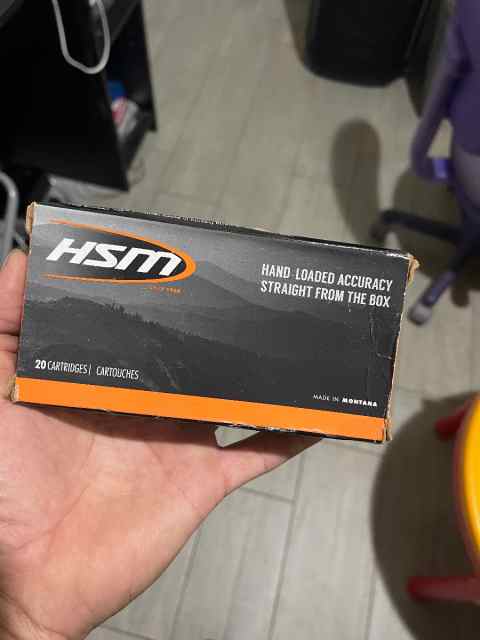 HSM
HAND-LOADED ACCURACY
STRAIGHT FROM THE BOX
20 CARTRIDGES | CARTOUCHES
MADE IN MONTANA